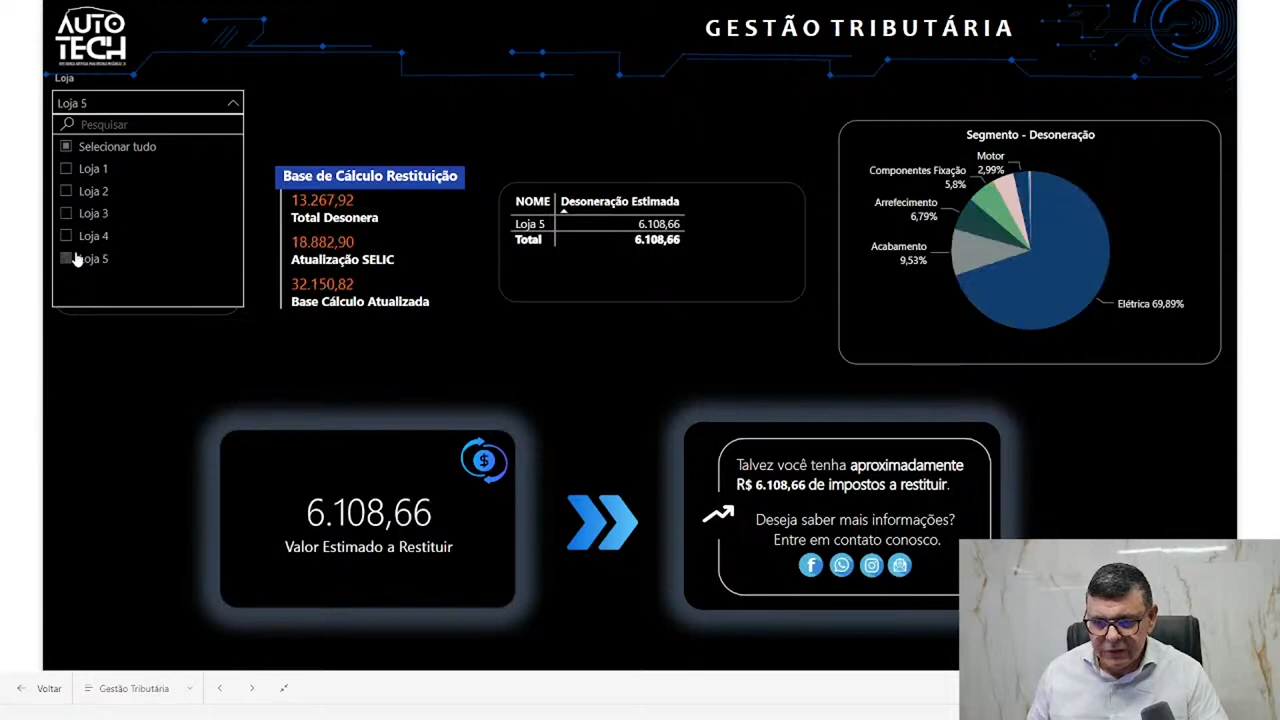 AUTO
TECH
GESTÃO TRIBUTÁRIA
Loja
Loja 5
Pesquisar
Selecionar tudo
Loja 1
Loja 2
Loja 3
Loja 4
Loja 5
Base de Cálculo Restituição
13.267,92
Total Desonera
18.882,90
Atualização SELIC
32.150,82
Base Cálculo Atualizada
NOME Desoneração Estimada
Loja 5 6.108,66
Total 6.108,66
Segmento - Desoneração
Motor
2,99%
Componentes Fixação
5,8%
Arrefecimento
6,79%
Acabamento
9,53%
Elétrica 69,89%
6.108,66
Valor Estimado a Restituir
Talvez você tenha aproximadamente
R$ 6.108,66 de impostos a restituir.
Deseja saber mais informações?
Entre em contato conosco.
Voltar
Gestão Tributária